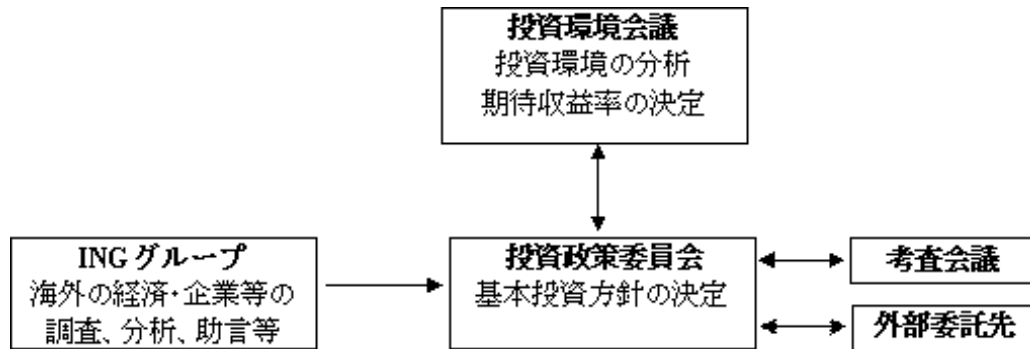 投資環境会議
投資環境の分析
期待収益率の決定
INGグループ
海外の経済・企業等の
調査、分析、助言等
投資政策委員会
基本投資方針の決定
考査会議
外部委託先